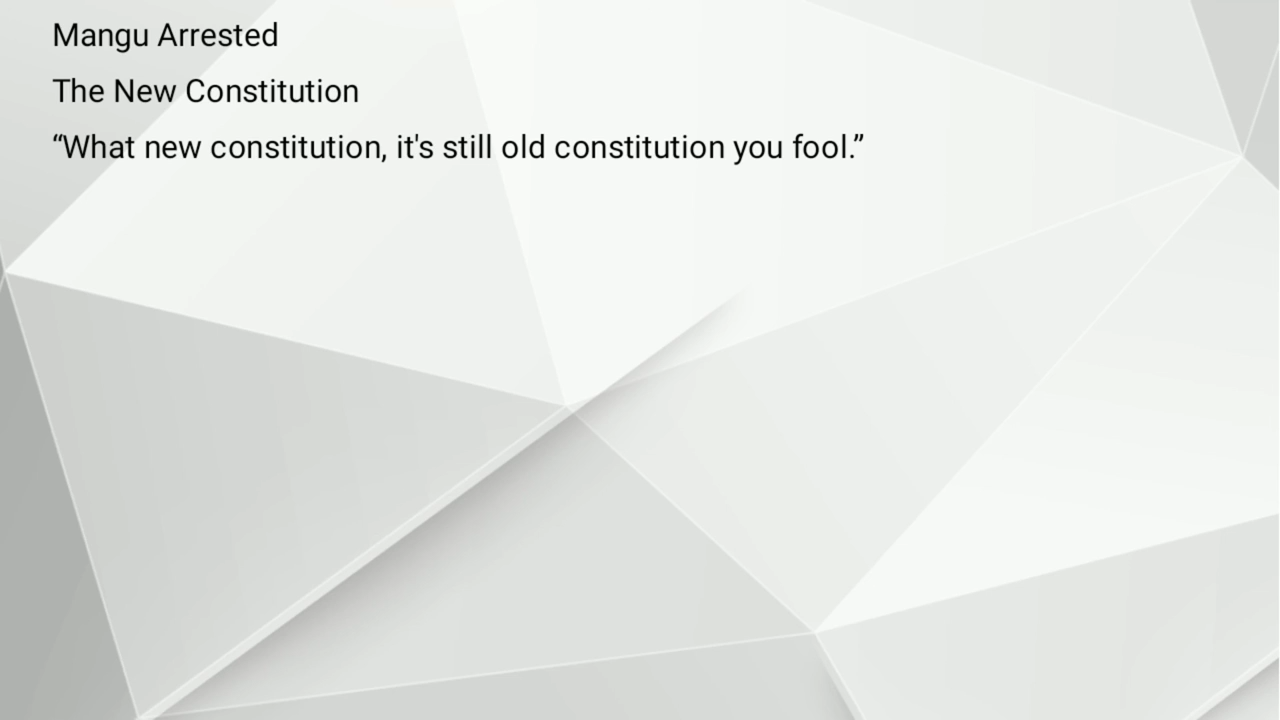 Mangu Arrested
The New Constitution
“What new constitution, it's still old constitution you fool.”